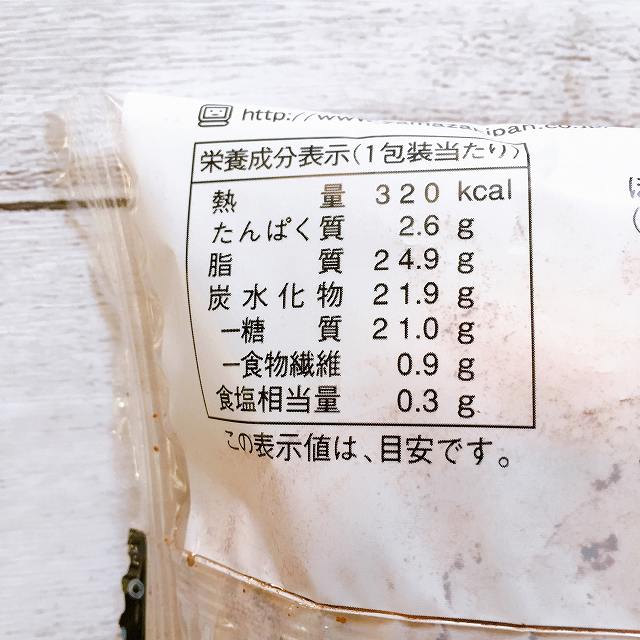 http://www.yamazakipan.co.
栄養成分表示(1包装当たり)
熱量 320 kcal
たんぱく質 2.6 g
脂質 24.9 g
炭水化物 21.9 g
−糖質 21.0 g
−食物繊維 0.9 g
食塩相当量 0.3 g
この表示値は、目安です。